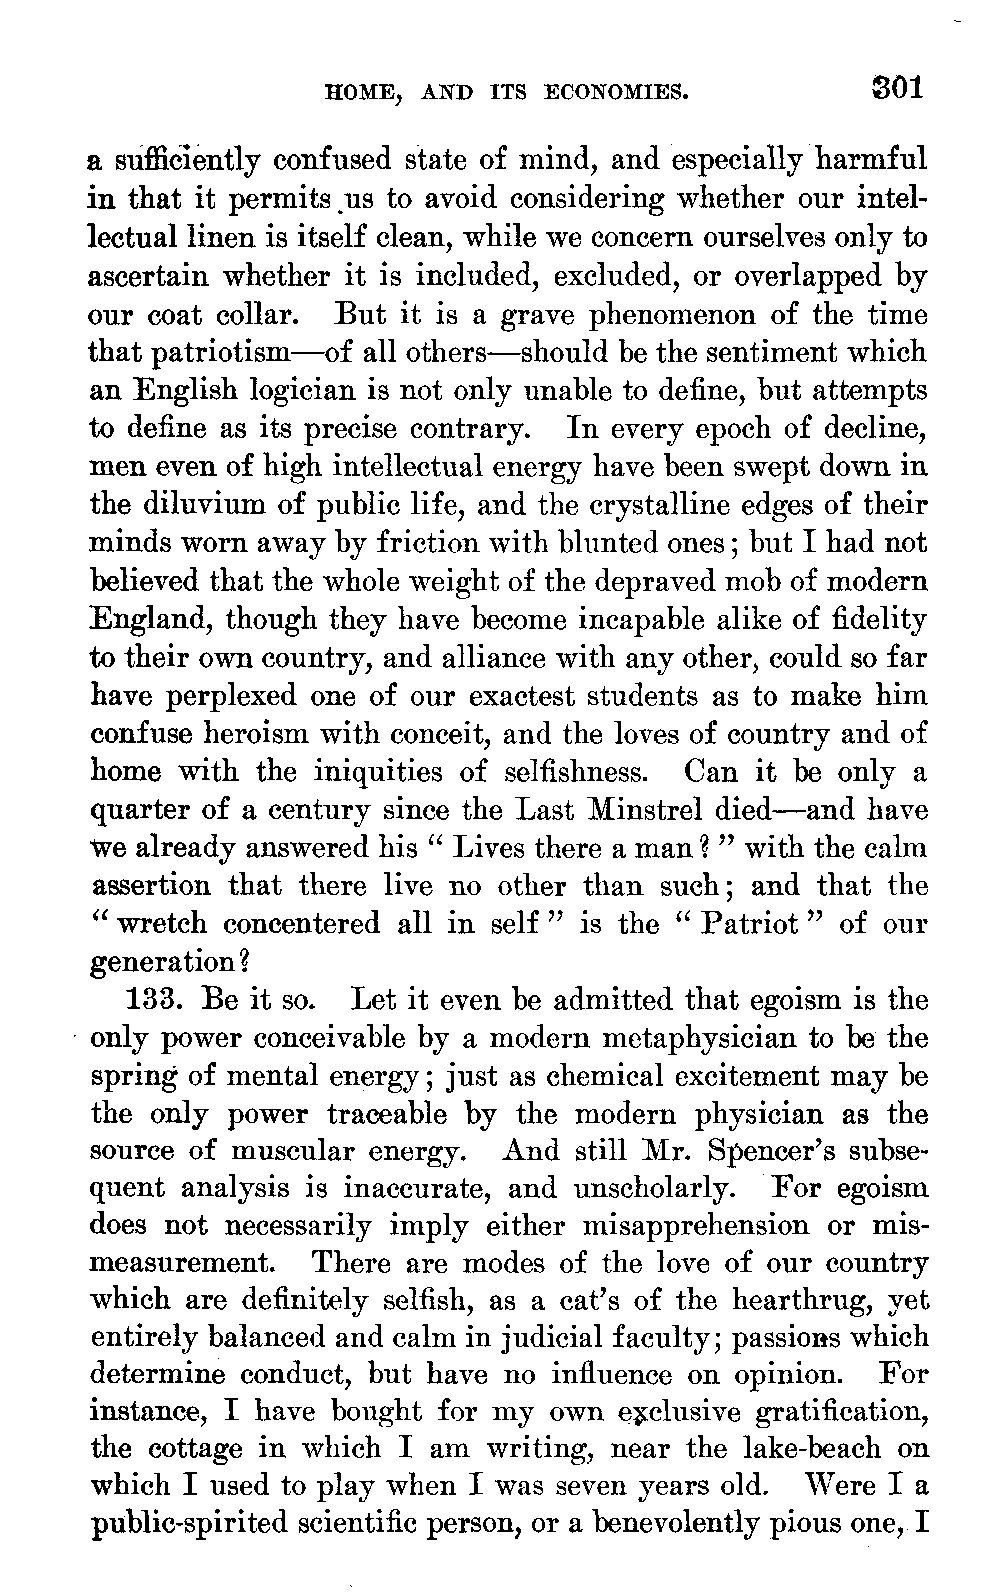 HOME, AND ITS ECONOMIES. 301
a sufficiently confused state of mind, and especially harmful
in that it permits us to avoid considering whether our intel-
lectual linen is itself clean, while we concern ourselves only to
ascertain whether it is included, excluded, or overlapped by
our coat collar. But it is a grave phenomenon of the time
that patriotism—of all others—should be the sentiment which
an English logician is not only unable to define, but attempts
to define as its precise contrary. In every epoch of decline,
men even of high intellectual energy have been swept down in
the diluvium of public life, and the crystalline edges of their
minds worn away by friction with blunted ones; but I had not
believed that the whole weight of the depraved mob of modern
England, though they have become incapable alike of fidelity
to their own country, and alliance with any other, could so far
have perplexed one of our exactest students as to make him
confuse heroism with conceit, and the loves of country and of
home with the iniquities of selfishness. Can it be only a
quarter of a century since the Last Minstrel died—and have
we already answered his “ Lives there a man? ” with the calm
assertion that there live no other than such; and that the
“ wretch concentered all in self ” is the “ Patriot ” of our
generation?
133. Be it so. Let it even be admitted that egoism is the
only power conceivable by a modern metaphysician to be the
spring of mental energy; just as chemical excitement may be
the only power traceable by the modern physician as the
source of muscular energy. And still Mr. Spencer’s subse-
quent analysis is inaccurate, and unscholarly. For egoism
does not necessarily imply either misapprehension or mis-
measurement. There are modes of the love of our country
which are definitely selfish, as a cat’s of the hearthrug, yet
entirely balanced and calm in judicial faculty; passions which
determine conduct, but have no influence on opinion. For
instance, I have bought for my own exclusive gratification,
the cottage in which I am writing, near the lake-beach on
which I used to play when I was seven years old. Were I a
public-spirited scientific person, or a benevolently pious one, I